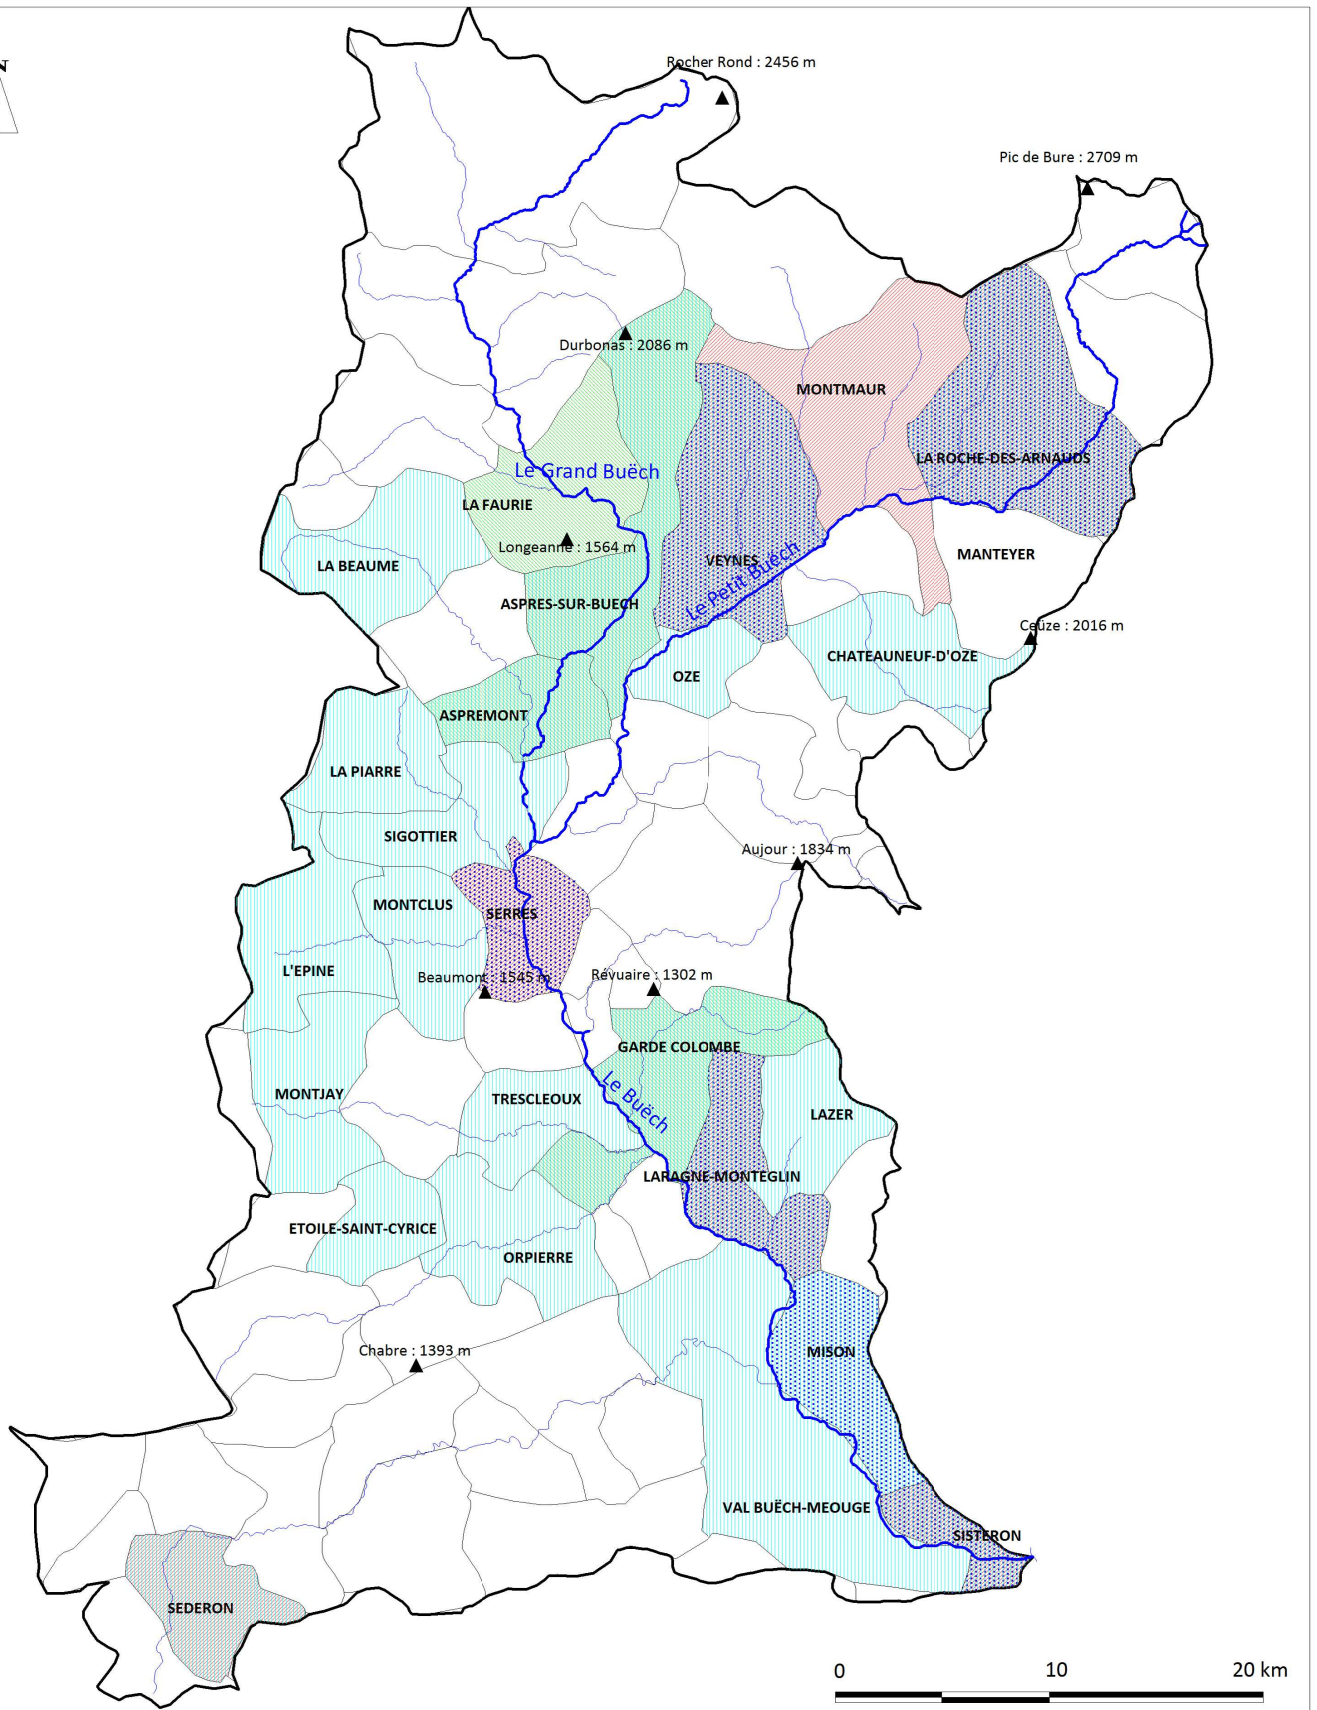 Rocher Rond : 2456 m
N
Pic de Bure : 2709 m
Durbonas : 2086 m
MONTMAUR
LA ROCHE-DES-ARNAUDS
Le Grand Buëch
LA FAURIE
Longeanne : 1564 m
MANTEYER
VEYNES
LA BEAUME
Le Petit Buëch
ASPRES-SUR-BUECH
Ceüze : 2016 m
CHATEAUNEUF-D'OZE
OZE
ASPREMONT
LA PIARRE
SIGOTTIER
Aujour : 1834 m
MONTCLUS
SERRES
L'EPINE
Beaumont : 1545 m
Révuaire : 1302 m
GARDE COLOMBE
MONTJAY
TRESCLEOUX
Le Buëch
LAZER
LARAGNE-MONTEGLIN
ETOILE-SAINT-CYRICE
ORPIERRE
Chabre : 1393 m
MISON
VAL BUËCH-MEOUGE
SISTERON
SEDERON
0 10 20 km